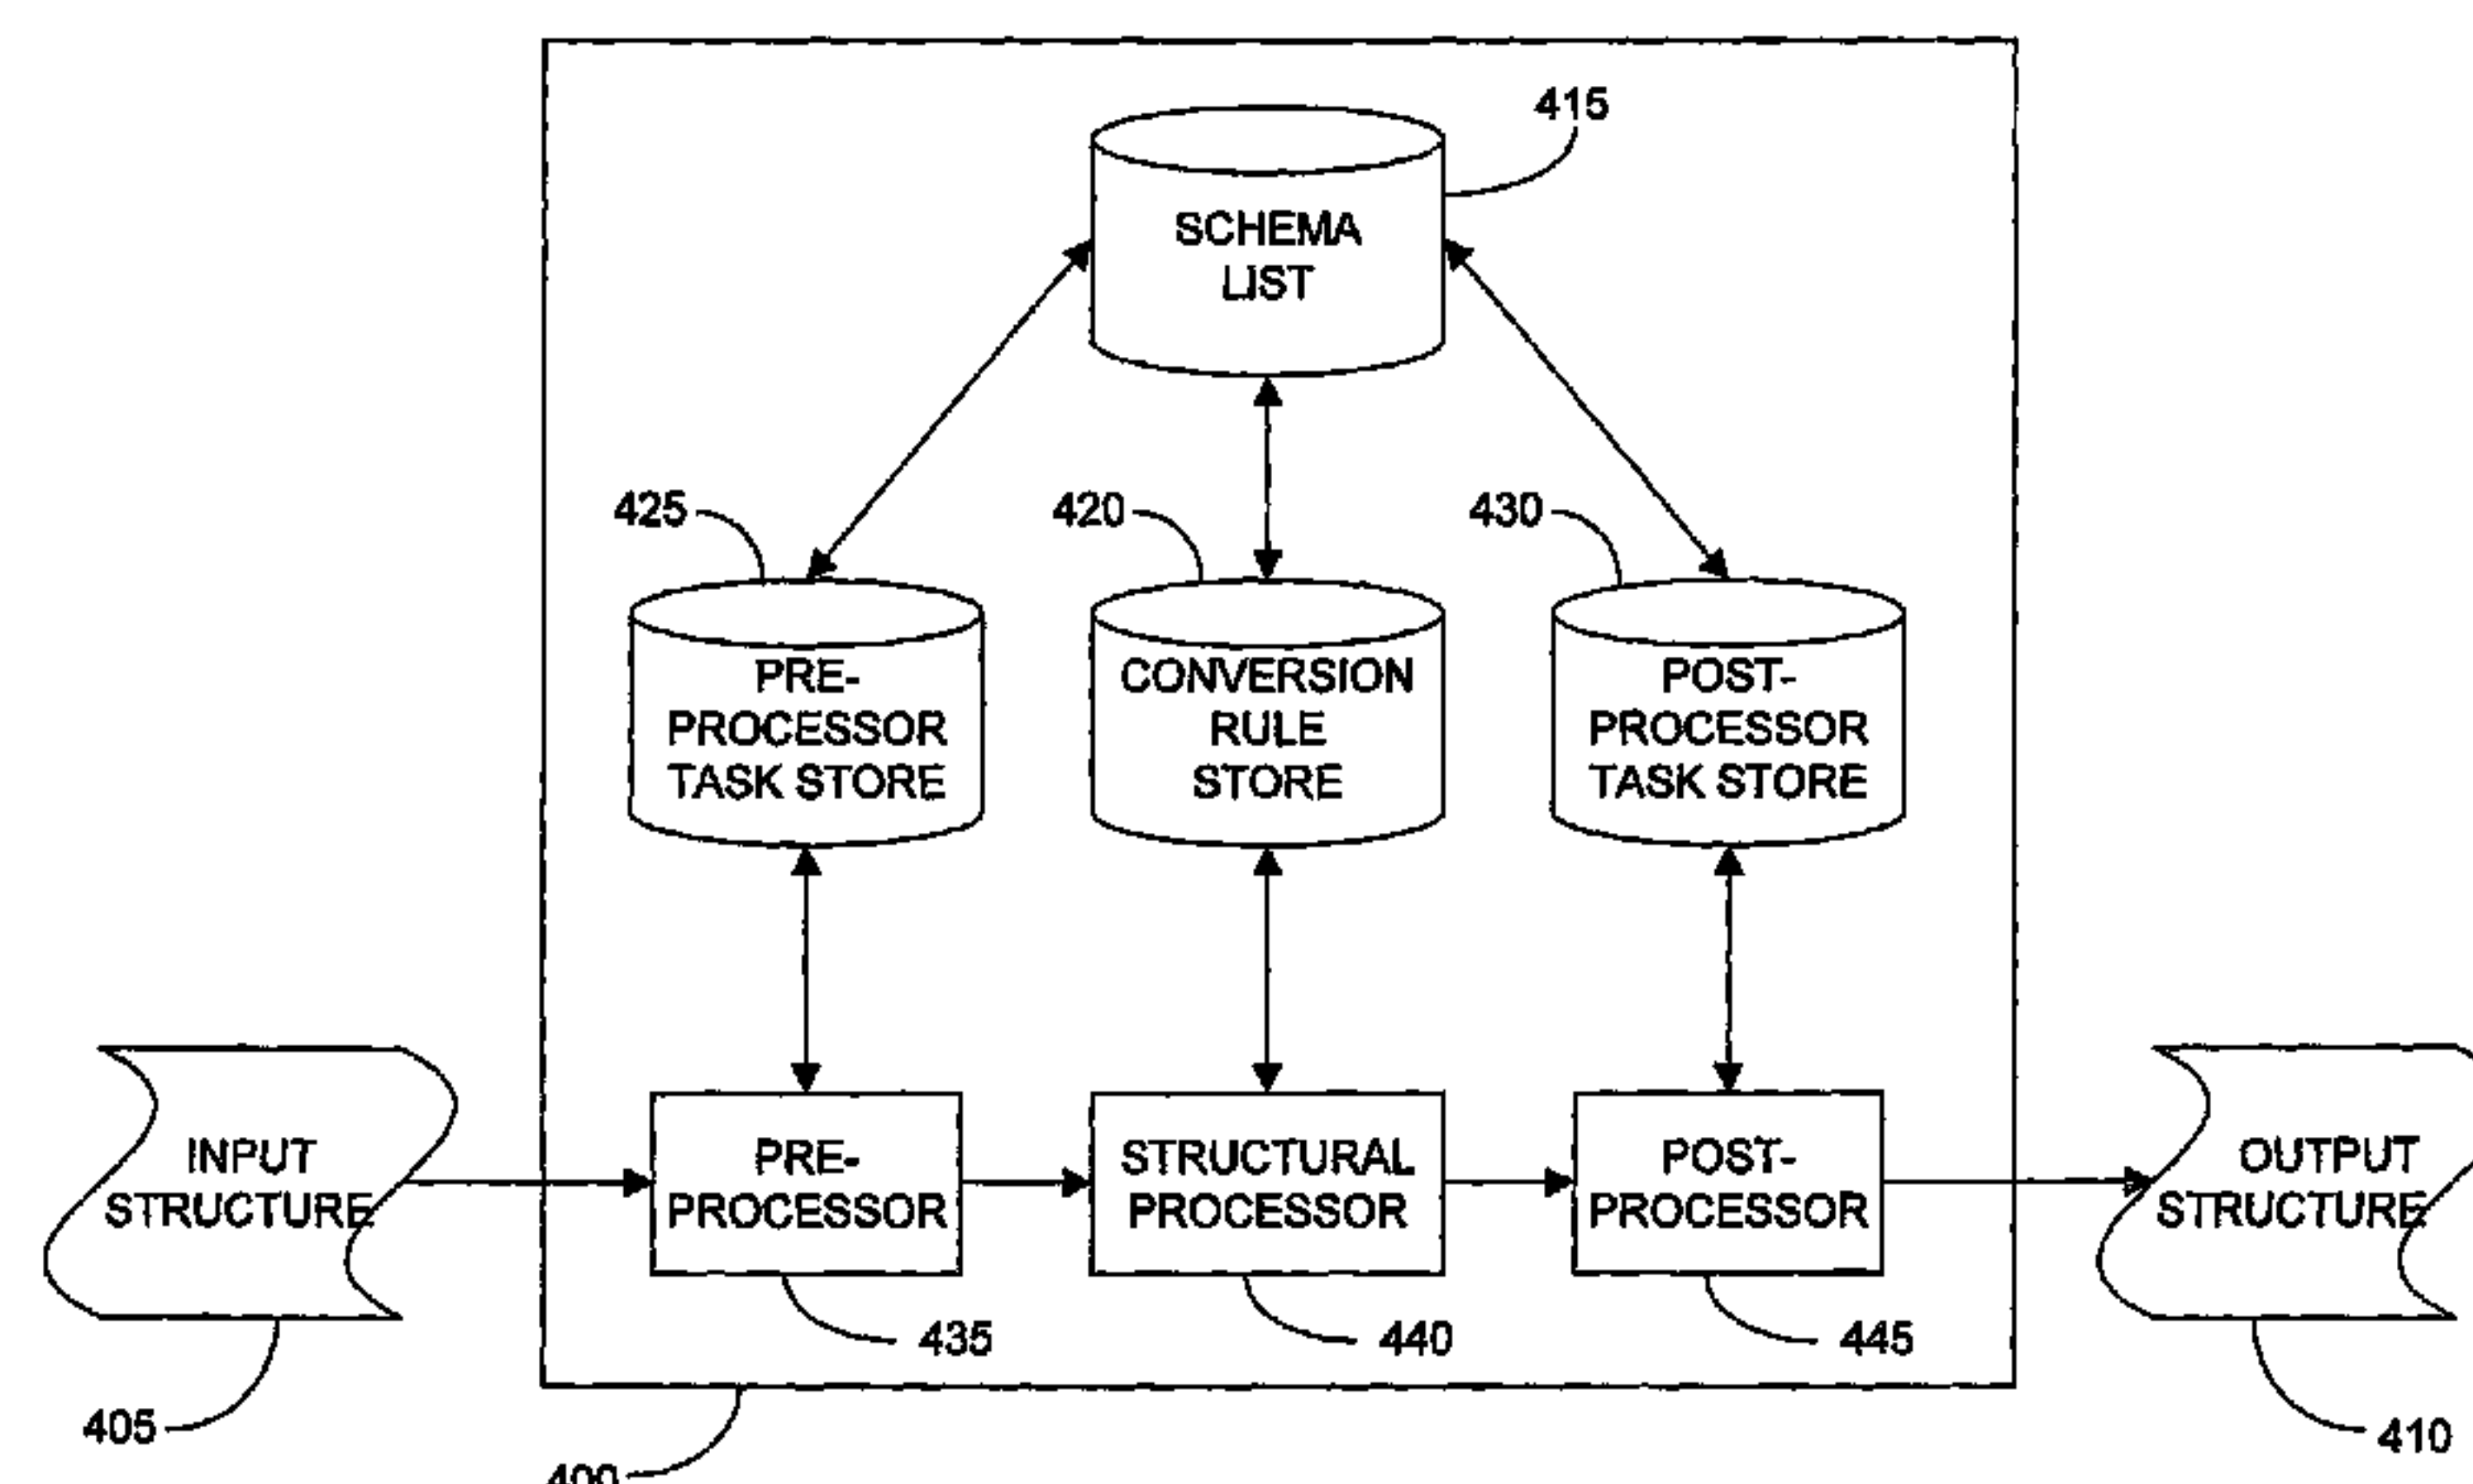 415
SCHEMA
LIST
425
420
430
PRE-
PROCESSOR
TASK STORE
CONVERSION
RULE
STORE
POST-
PROCESSOR
TASK STORE
INPUT
STRUCTURE
PRE-
PROCESSOR
STRUCTURAL
PROCESSOR
POST-
PROCESSOR
OUTPUT
STRUCTURE
435
440
445
405
410
400